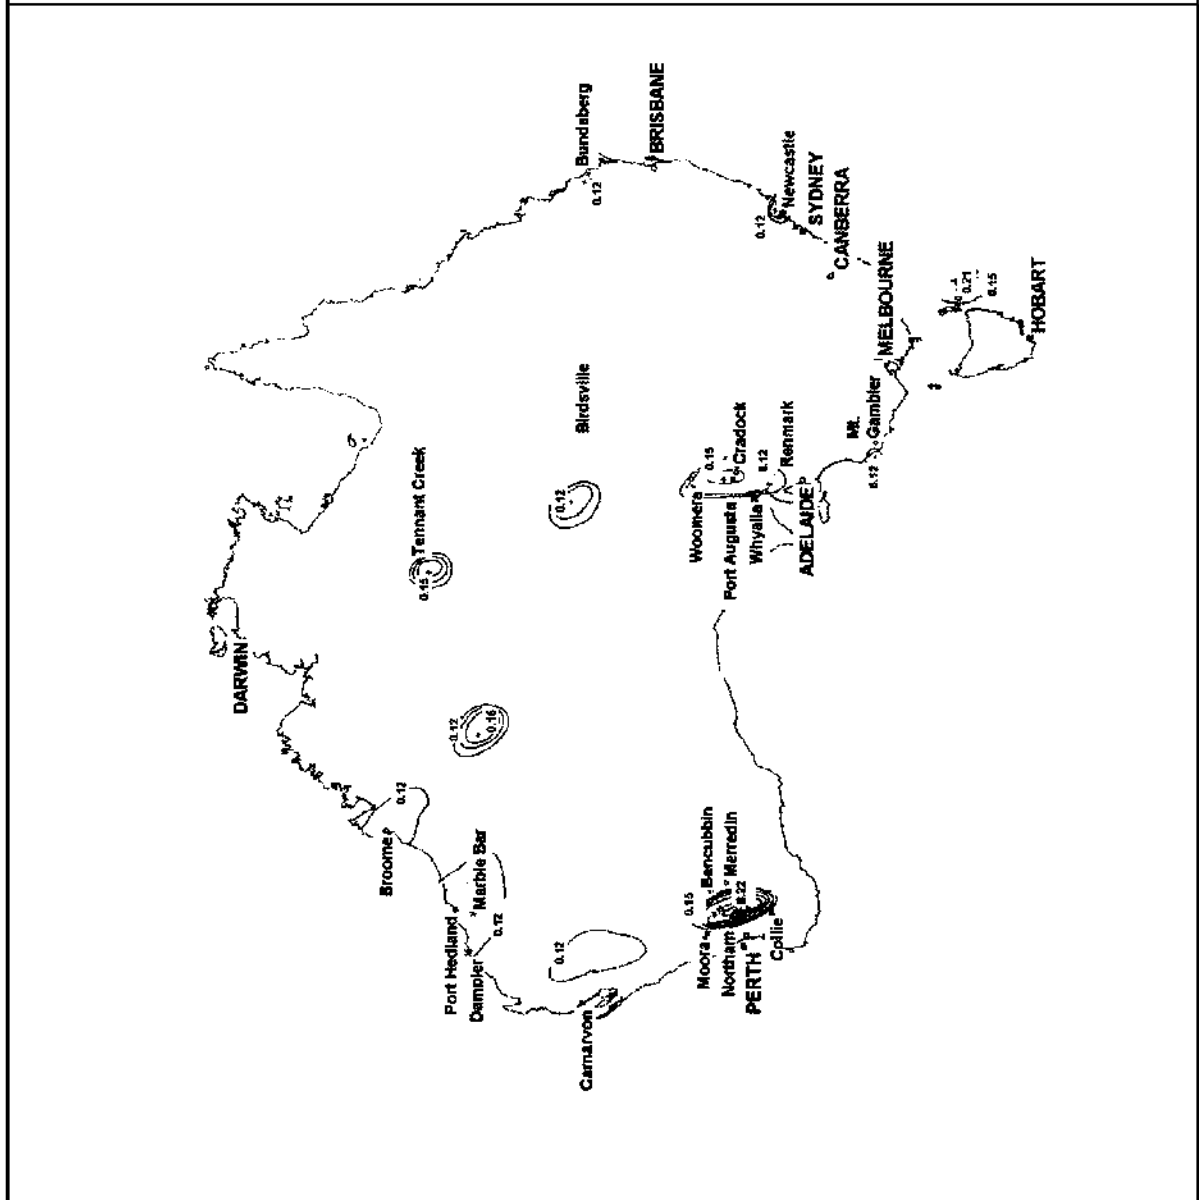 DARWIN
Tennant Creek
0.15
0.12
0.16
0.12
Broome
Marble Bar
0.12
Port Hedland
Dampier
0.12
Carnarvon
0.12
Birdsville
Bundaberg
0.12
BRISBANE
Newcastle
0.12
SYDNEY
CANBERRA
MELBOURNE
Mt.
Gambier
0.12
0.21
0.15
HOBART
0.15
Cradock
0.12
Renmark
Woomera
Port Augusta
Whyalla
ADELAIDE
0.15
Bencubbin
Merredin
0.22
Moora
Northam
PERTH
Collie